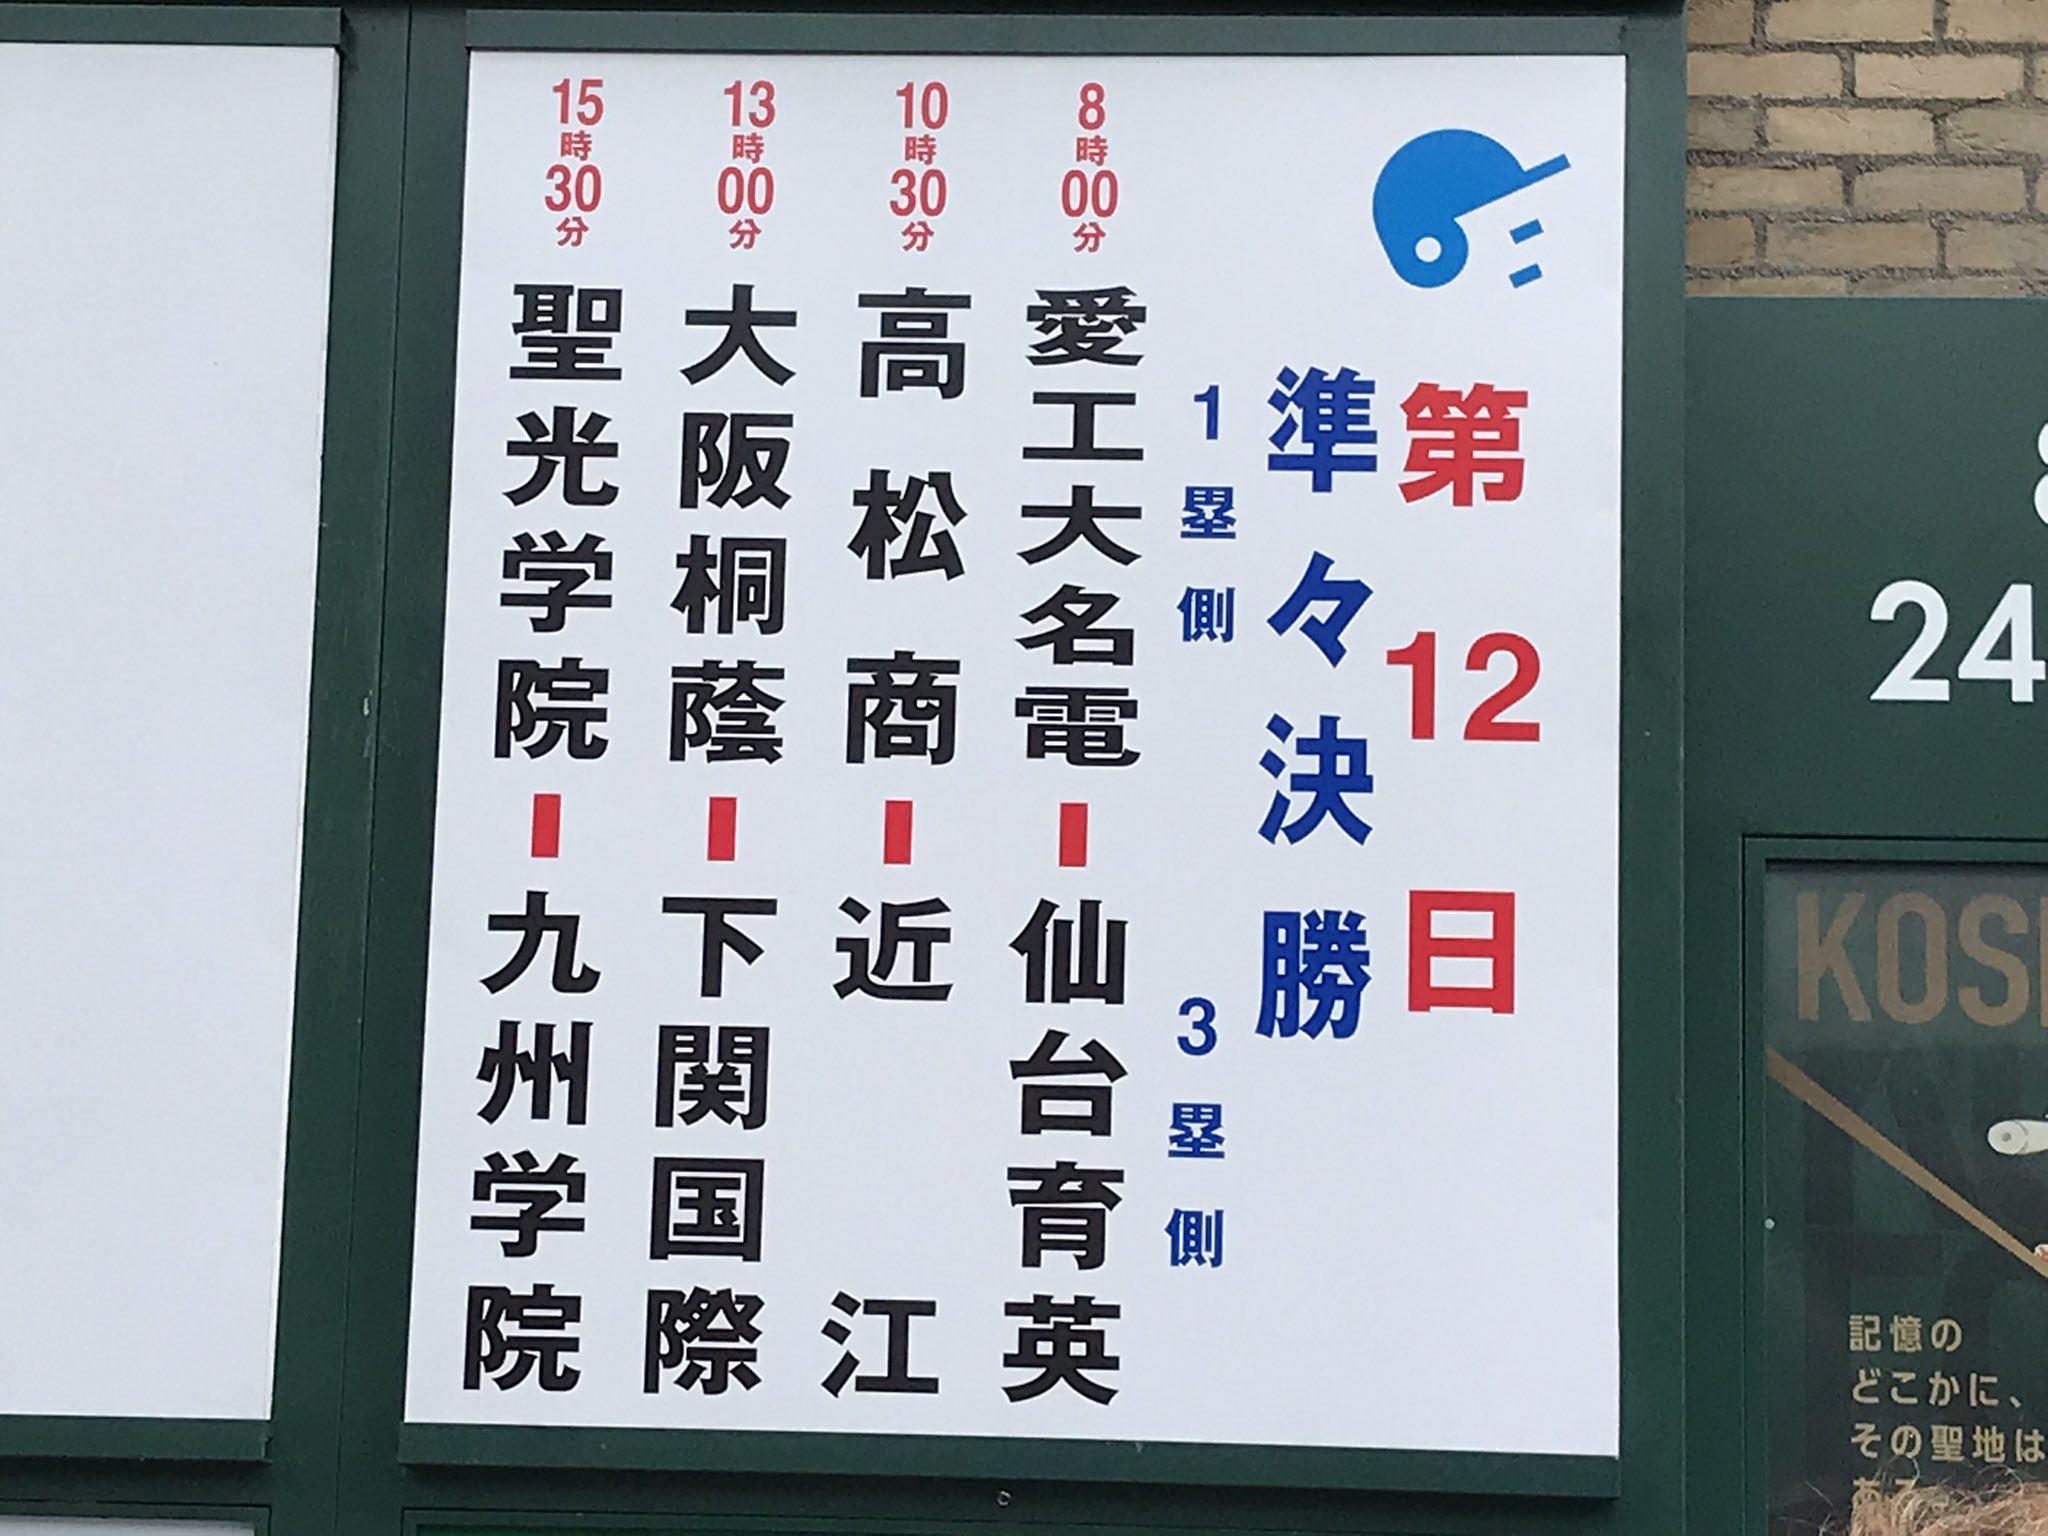 第12日
準々決勝
1塁側 3塁側
8時00分 愛工大名電 - 仙台育英
10時30分 高松商 - 近江
13時00分 大阪桐蔭 - 下関国際
15時30分 聖光学院 - 九州学院
24
KOS
記憶の
どこかに、
その聖地は